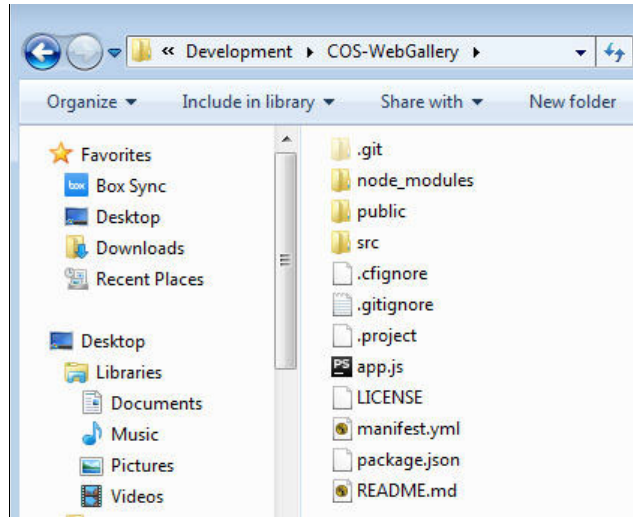 « Development ▸ COS-WebGallery ▸
Organize Include in library Share with New folder
Favorites
box Box Sync
Desktop
Downloads
Recent Places
Desktop
Libraries
Documents
Music
Pictures
Videos
.git
node_modules
public
src
.cfignore
.gitignore
.project
PS app.js
LICENSE
manifest.yml
package.json
README.md